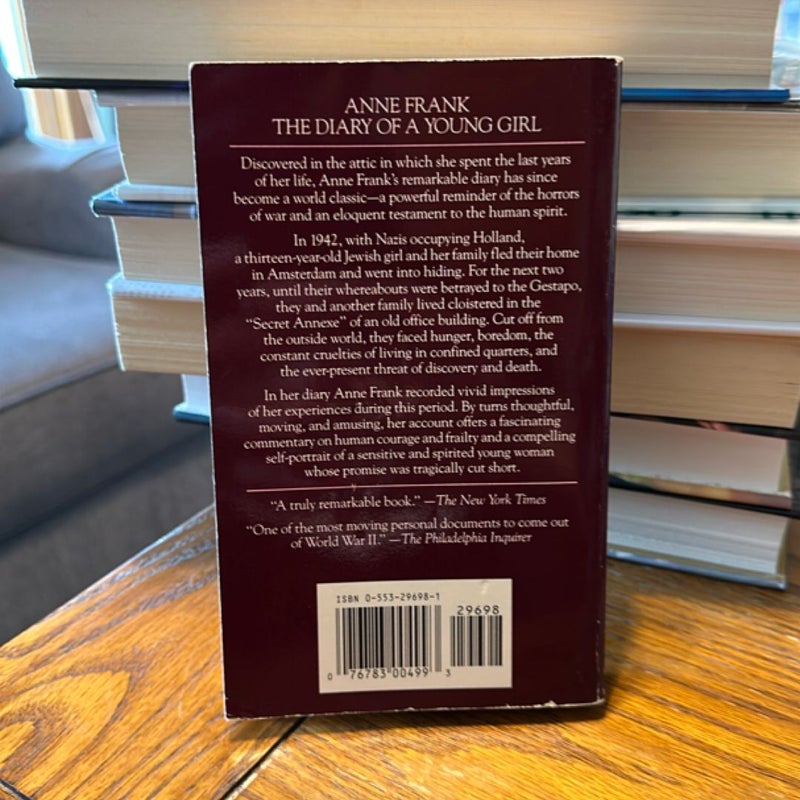 ANNE FRANK
THE DIARY OF A YOUNG GIRL
Discovered in the attic in which she spent the last years
of her life, Anne Frank's remarkable diary has since
become a world classic—a powerful reminder of the horrors
of war and an eloquent testament to the human spirit.
In 1942, with Nazis occupying Holland,
a thirteen-year-old Jewish girl and her family fled their home
in Amsterdam and went into hiding. For the next two
years, until their whereabouts were betrayed to the Gestapo,
they and another family lived cloistered in the
"Secret Annexe" of an old office building. Cut off from
the outside world, they faced hunger, boredom, the
constant cruelties of living in confined quarters, and
the ever-present threat of discovery and death.
In her diary Anne Frank recorded vivid impressions
of her experiences during this period. By turns thoughtful,
moving, and amusing, her account offers a fascinating
commentary on human courage and frailty and a compelling
self-portrait of a sensitive and spirited young woman
whose promise was tragically cut short.
"A truly remarkable book." —The New York Times
"One of the most moving personal documents to come out
of World War II." —The Philadelphia Inquirer
ISBN 0-553-29698-1
29698
0 76783 00499 3